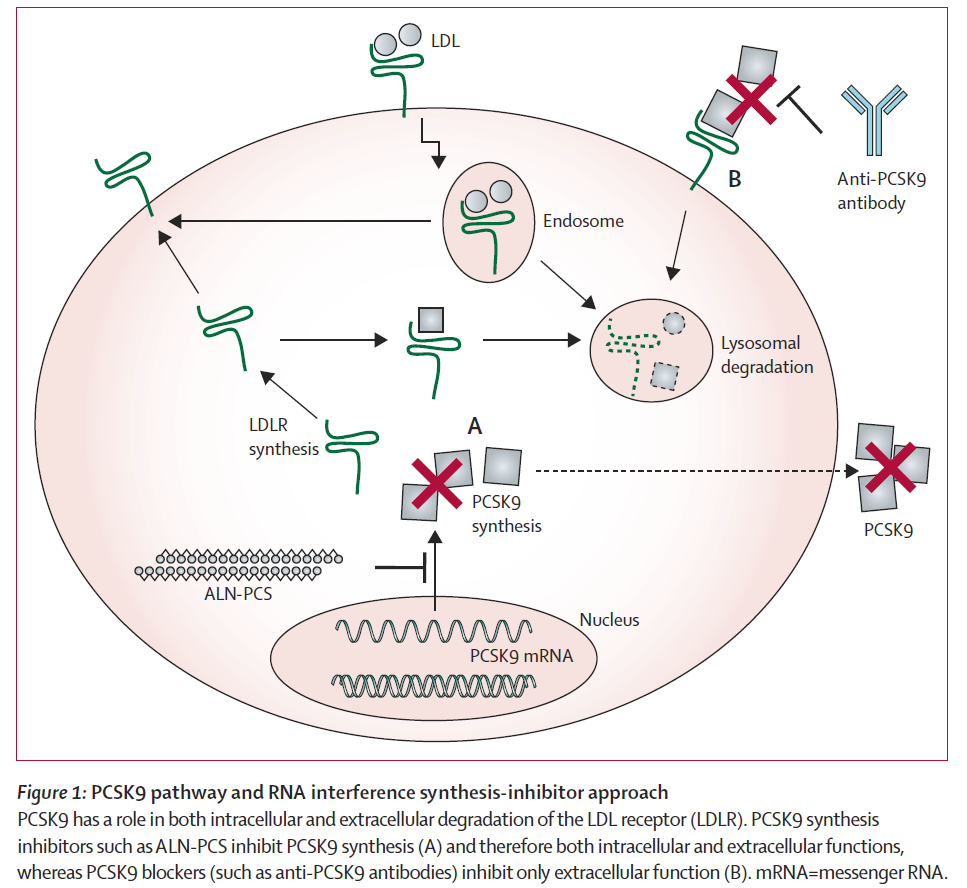 LDL
B
Anti-PCSK9
antibody
Endosome
Lysosomal
degradation
LDLR
synthesis
A
PCSK9
synthesis
PCSK9
ALN-PCS
Nucleus
PCSK9 mRNA
Figure 1: PCSK9 pathway and RNA interference synthesis-inhibitor approach
PCSK9 has a role in both intracellular and extracellular degradation of the LDL receptor (LDLR). PCSK9 synthesis
inhibitors such as ALN-PCS inhibit PCSK9 synthesis (A) and therefore both intracellular and extracellular functions,
whereas PCSK9 blockers (such as anti-PCSK9 antibodies) inhibit only extracellular function (B). mRNA=messenger RNA.